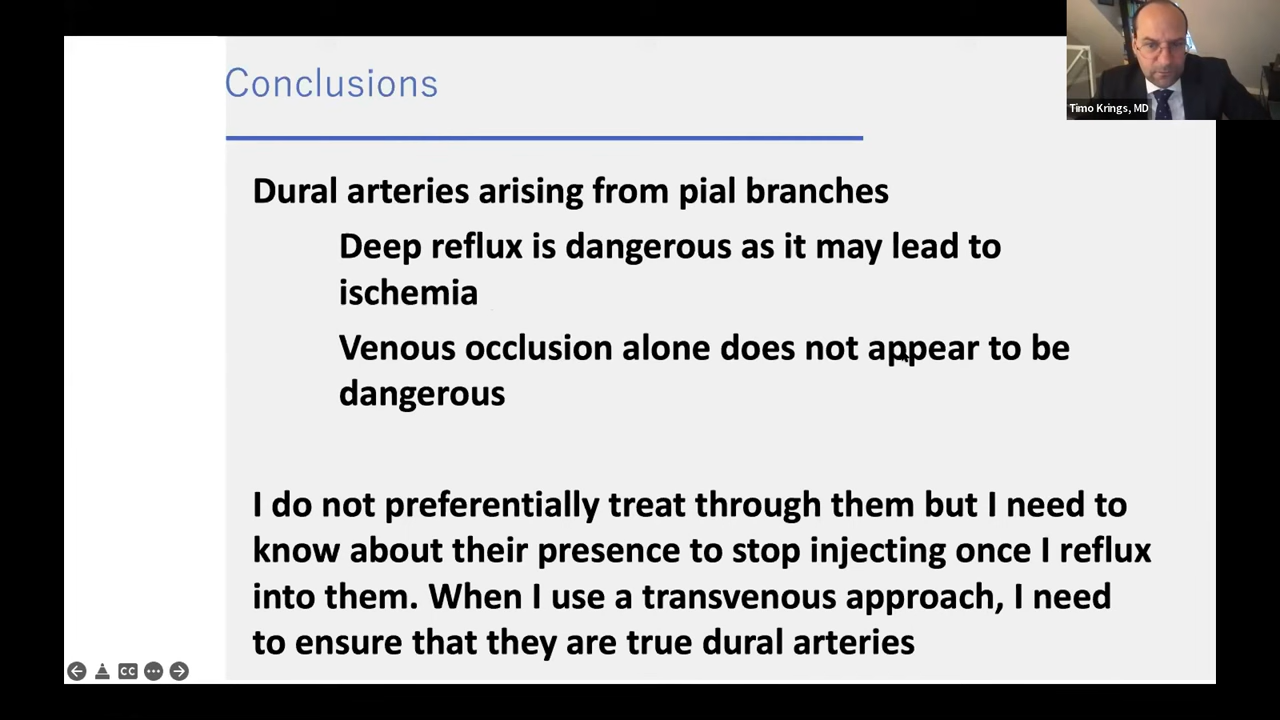 Conclusions
Timo Krings, MD
Dural arteries arising from pial branches
Deep reflux is dangerous as it may lead to
ischemia
Venous occlusion alone does not appear to be
dangerous
I do not preferentially treat through them but I need to
know about their presence to stop injecting once I reflux
into them. When I use a transvenous approach, I need
to ensure that they are true dural arteries
CC